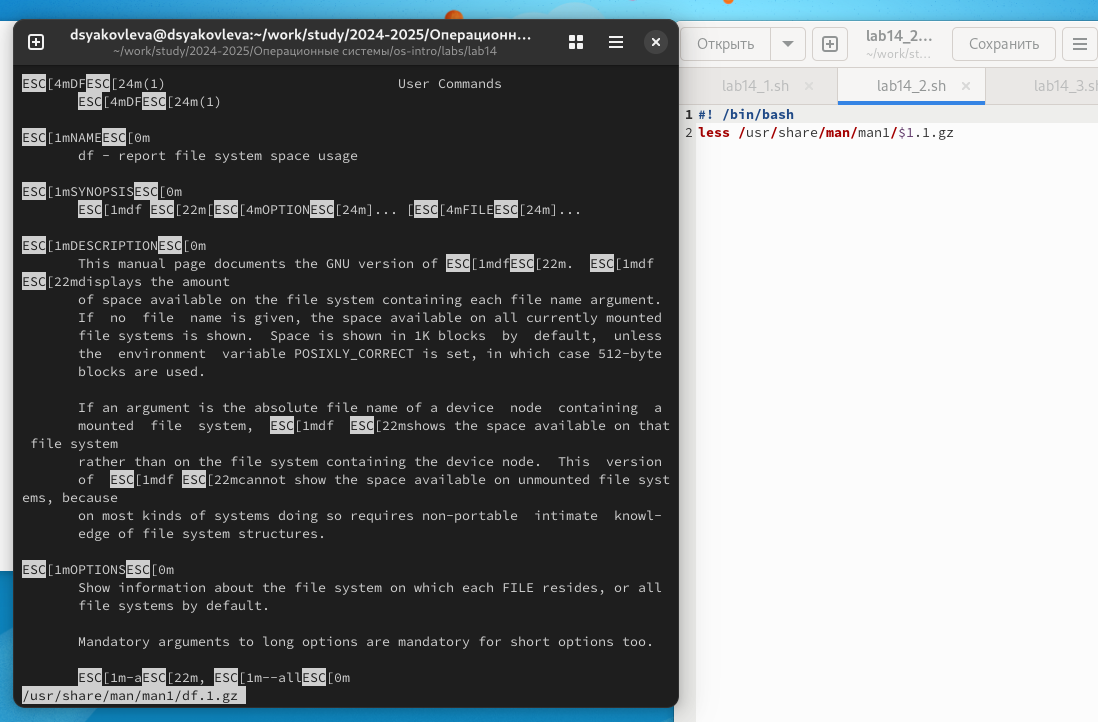 dsyakovleva@dsyakovleva:~/work/study/2024-2025/Операционн...
~/work/study/2024-2025/Операционные системы/os-intro/labs/lab14
ESC[4mDFESC[24m(1)                             User Commands
       ESC[4mDFESC[24m(1)
ESC[1mNAMEESC[0m
       df - report file system space usage
ESC[1mSYNOPSISESC[0m
       ESC[1mdf ESC[22m[ESC[4mOPTIONESC[24m]... [ESC[4mFILEESC[24m]...
ESC[1mDESCRIPTIONESC[0m
       This manual page documents the GNU version of ESC[1mdfESC[22m.  ESC[1mdf
ESC[22mdisplays the amount
       of space available on the file system containing each file name argument.
       If  no  file  name is given, the space available on all currently mounted
       file systems is shown.  Space is shown in 1K blocks  by  default,  unless
       the  environment  variable POSIXLY_CORRECT is set, in which case 512-byte
       blocks are used.
       If an argument is the absolute file name of a device  node  containing  a
       mounted  file  system,  ESC[1mdf  ESC[22mshows the space available on that
 file system
       rather than on the file system containing the device node.  This  version
       of  ESC[1mdf ESC[22mcannot show the space available on unmounted file syst
ems, because
       on most kinds of systems doing so requires non-portable  intimate  knowl-
       edge of file system structures.
ESC[1mOPTIONSESC[0m
       Show information about the file system on which each FILE resides, or all
       file systems by default.
       Mandatory arguments to long options are mandatory for short options too.
       ESC[1m-aESC[22m, ESC[1m--allESC[0m
/usr/share/man/man1/df.1.gz
Открыть
lab14_2...
~/work/st...
Сохранить
lab14_1.sh
lab14_2.sh
lab14_3.sh
1 #! /bin/bash
2 less /usr/share/man/man1/$1.1.gz